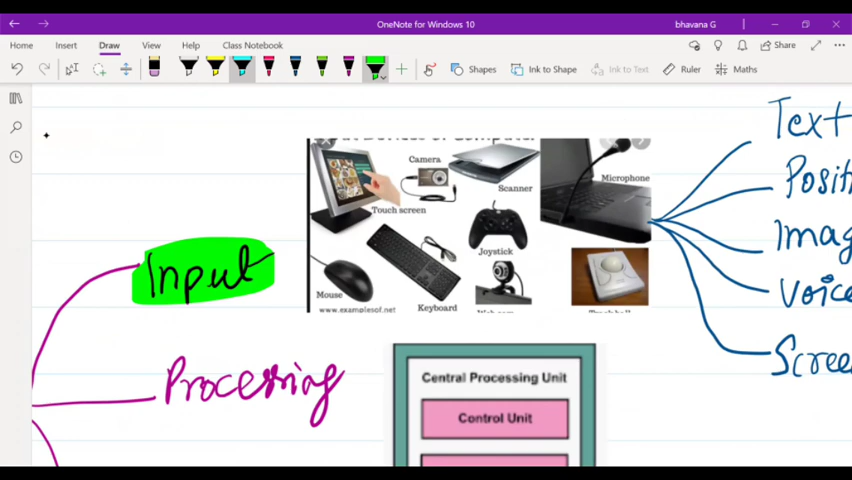 OneNote for Windows 10
bhavana G
Home Insert Draw View Help Class Notebook
Share
Shapes
Ink to Shape
Ink to Text
Ruler
Maths
Text
Camera
Scanner
Microphone
Positi
Touch screen
Imag
Input
Joystick
Mouse
Keyboard
www.examplesof.net
Voice
Screen
Processing
Central Processing Unit
Control Unit